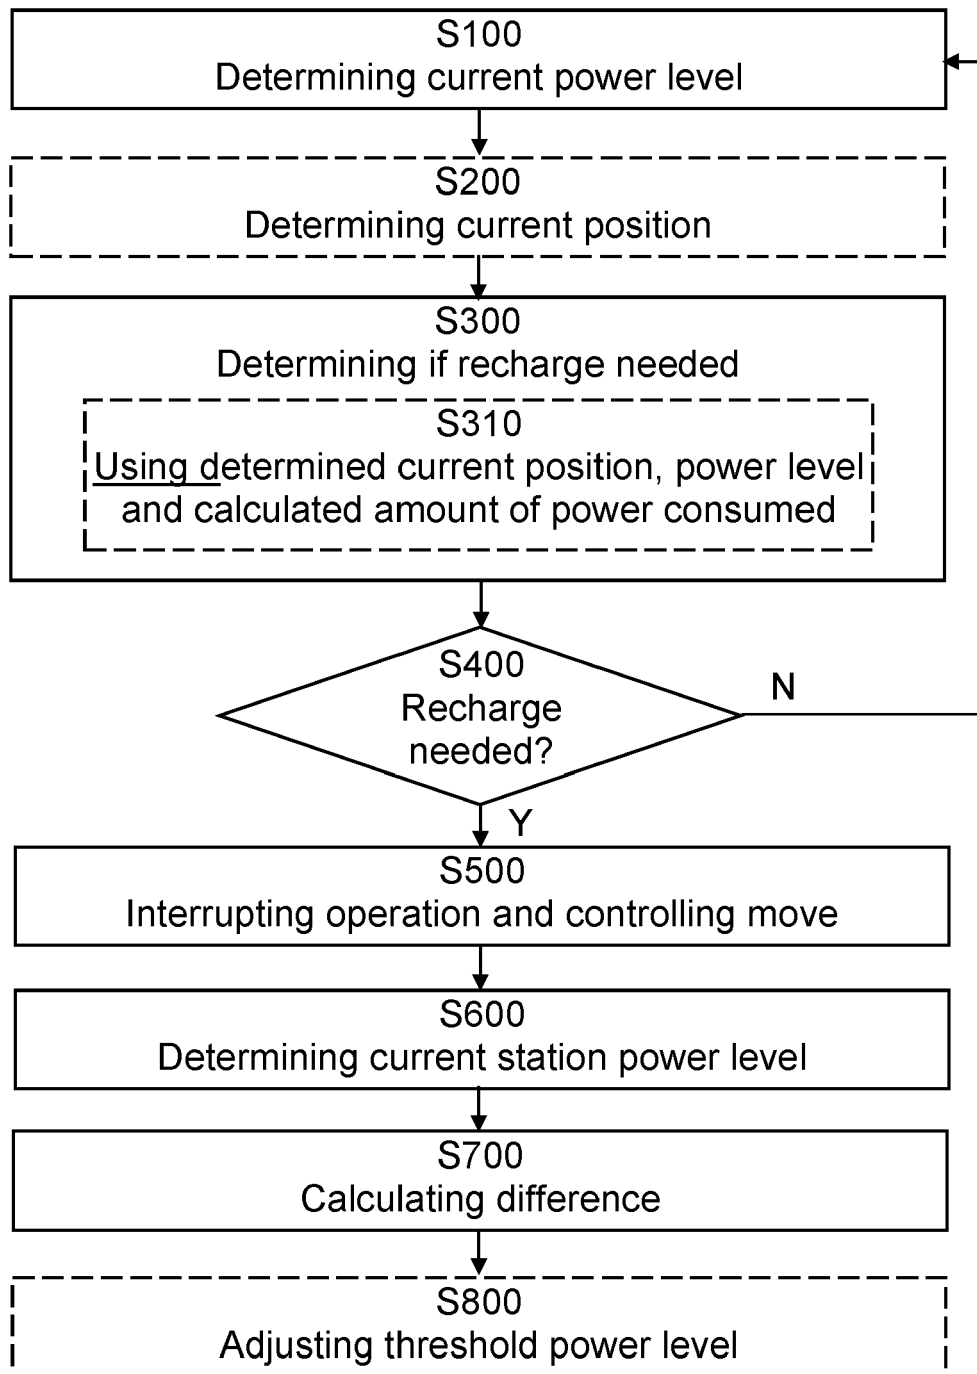 S100
Determining current power level
S200
Determining current position
S300
Determining if recharge needed
S310
Using determined current position, power level
and calculated amount of power consumed
S400
Recharge
needed?
N
Y
S500
Interrupting operation and controlling move
S600
Determining current station power level
S700
Calculating difference
S800
Adjusting threshold power level